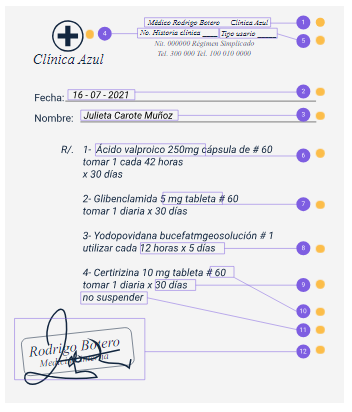 Médico Rodrigo Botero Clínica Azul 1
No. Historia clínica ____ Tipo usario ____ 5
4
Nit. 000000 Régimen Simplicado
Tel. 300 000 Tel. 100 010 0000
Clínica Azul
Fecha: 16 - 07 - 2021 2
Nombre: Julieta Carote Muñoz 3
R/. 1- Ácido valproico 250mg cápsula de # 60 6
tomar 1 cada 42 horas
x 30 días
2- Glibenclamida 5 mg tableta # 60 7
tomar 1 diaria x 30 días
3- Yodopovidana bucefatmgeosolución # 1
utilizar cada 12 horas x 5 días 8
4- Certirizina 10 mg tableta # 60
tomar 1 diaria x 30 días 9
no suspender
10
11
Rodrigo Botero 12